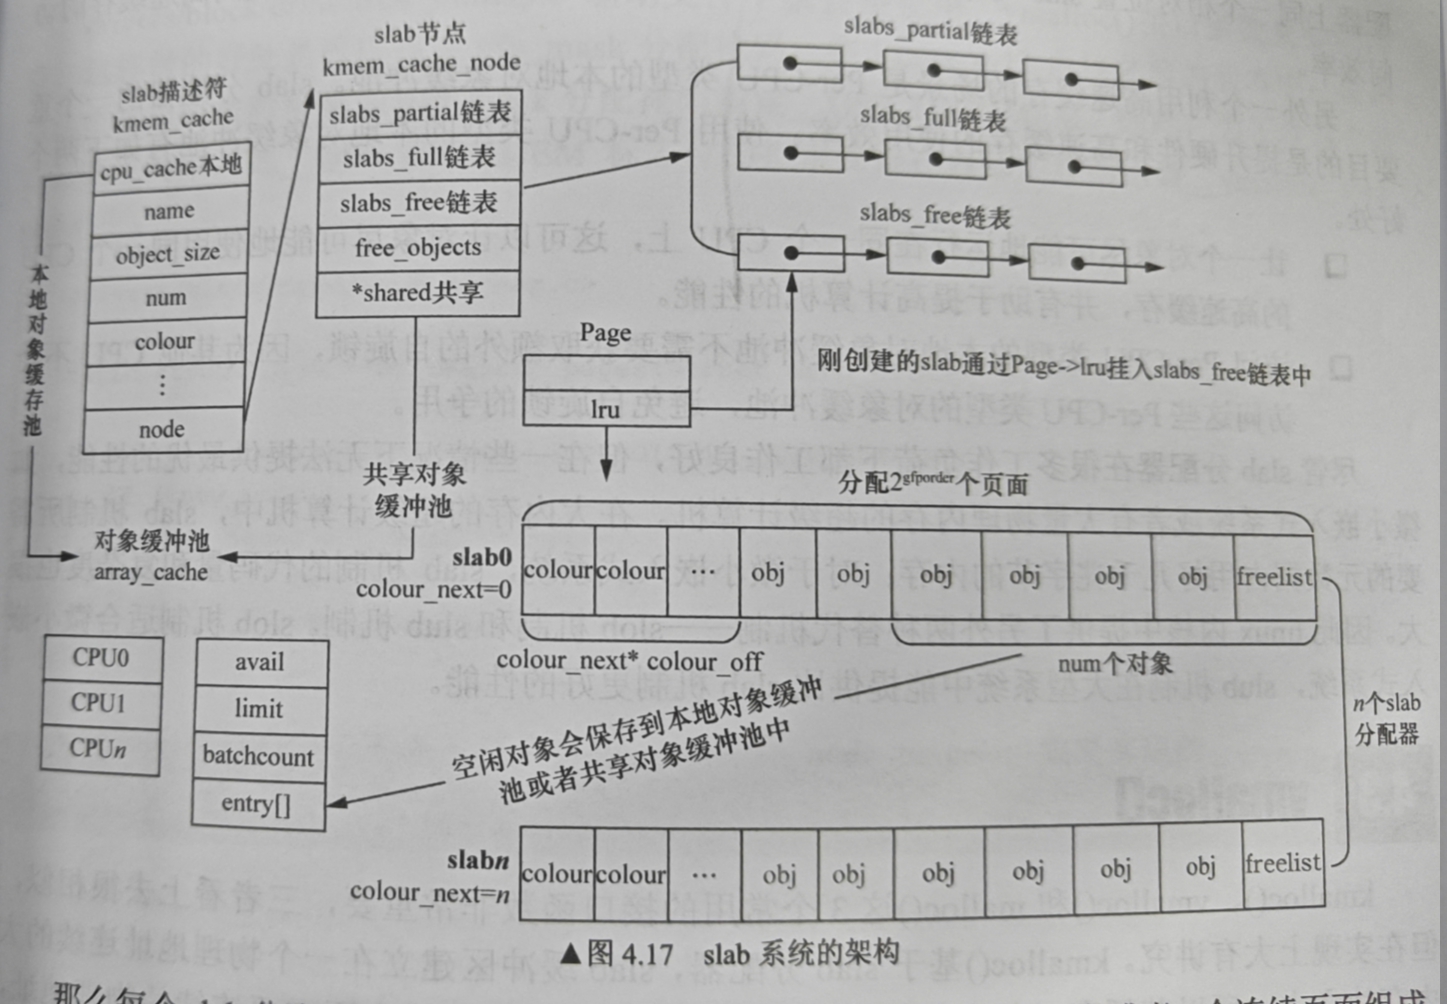 slab节点
kmem_cache_node
slabs_partial链表
slabs_full链表
slabs_free链表
free_objects
*shared共享
slab描述符
kmem_cache
cpu_cache本地
name
object_size
num
colour
⋮
node
本地对象缓存池
slabs_partial链表
slabs_full链表
slabs_free链表
Page
lru
刚创建的slab通过Page->lru挂入slabs_free链表中
共享对象
缓冲池
对象缓冲池
array_cache
分配2^gfporder个页面
slab0
colour_next=0
colour colour … obj obj obj obj obj obj freelist
colour_next* colour_off
num个对象
CPU0
CPU1
CPUn
avail
limit
batchcount
entry[]
空闲对象会保存到本地对象缓冲
池或者共享对象缓冲池中
n个slab
分配器
slabn
colour_next=n
colour colour … obj obj obj obj obj obj freelist
▲图 4.17 slab 系统的架构